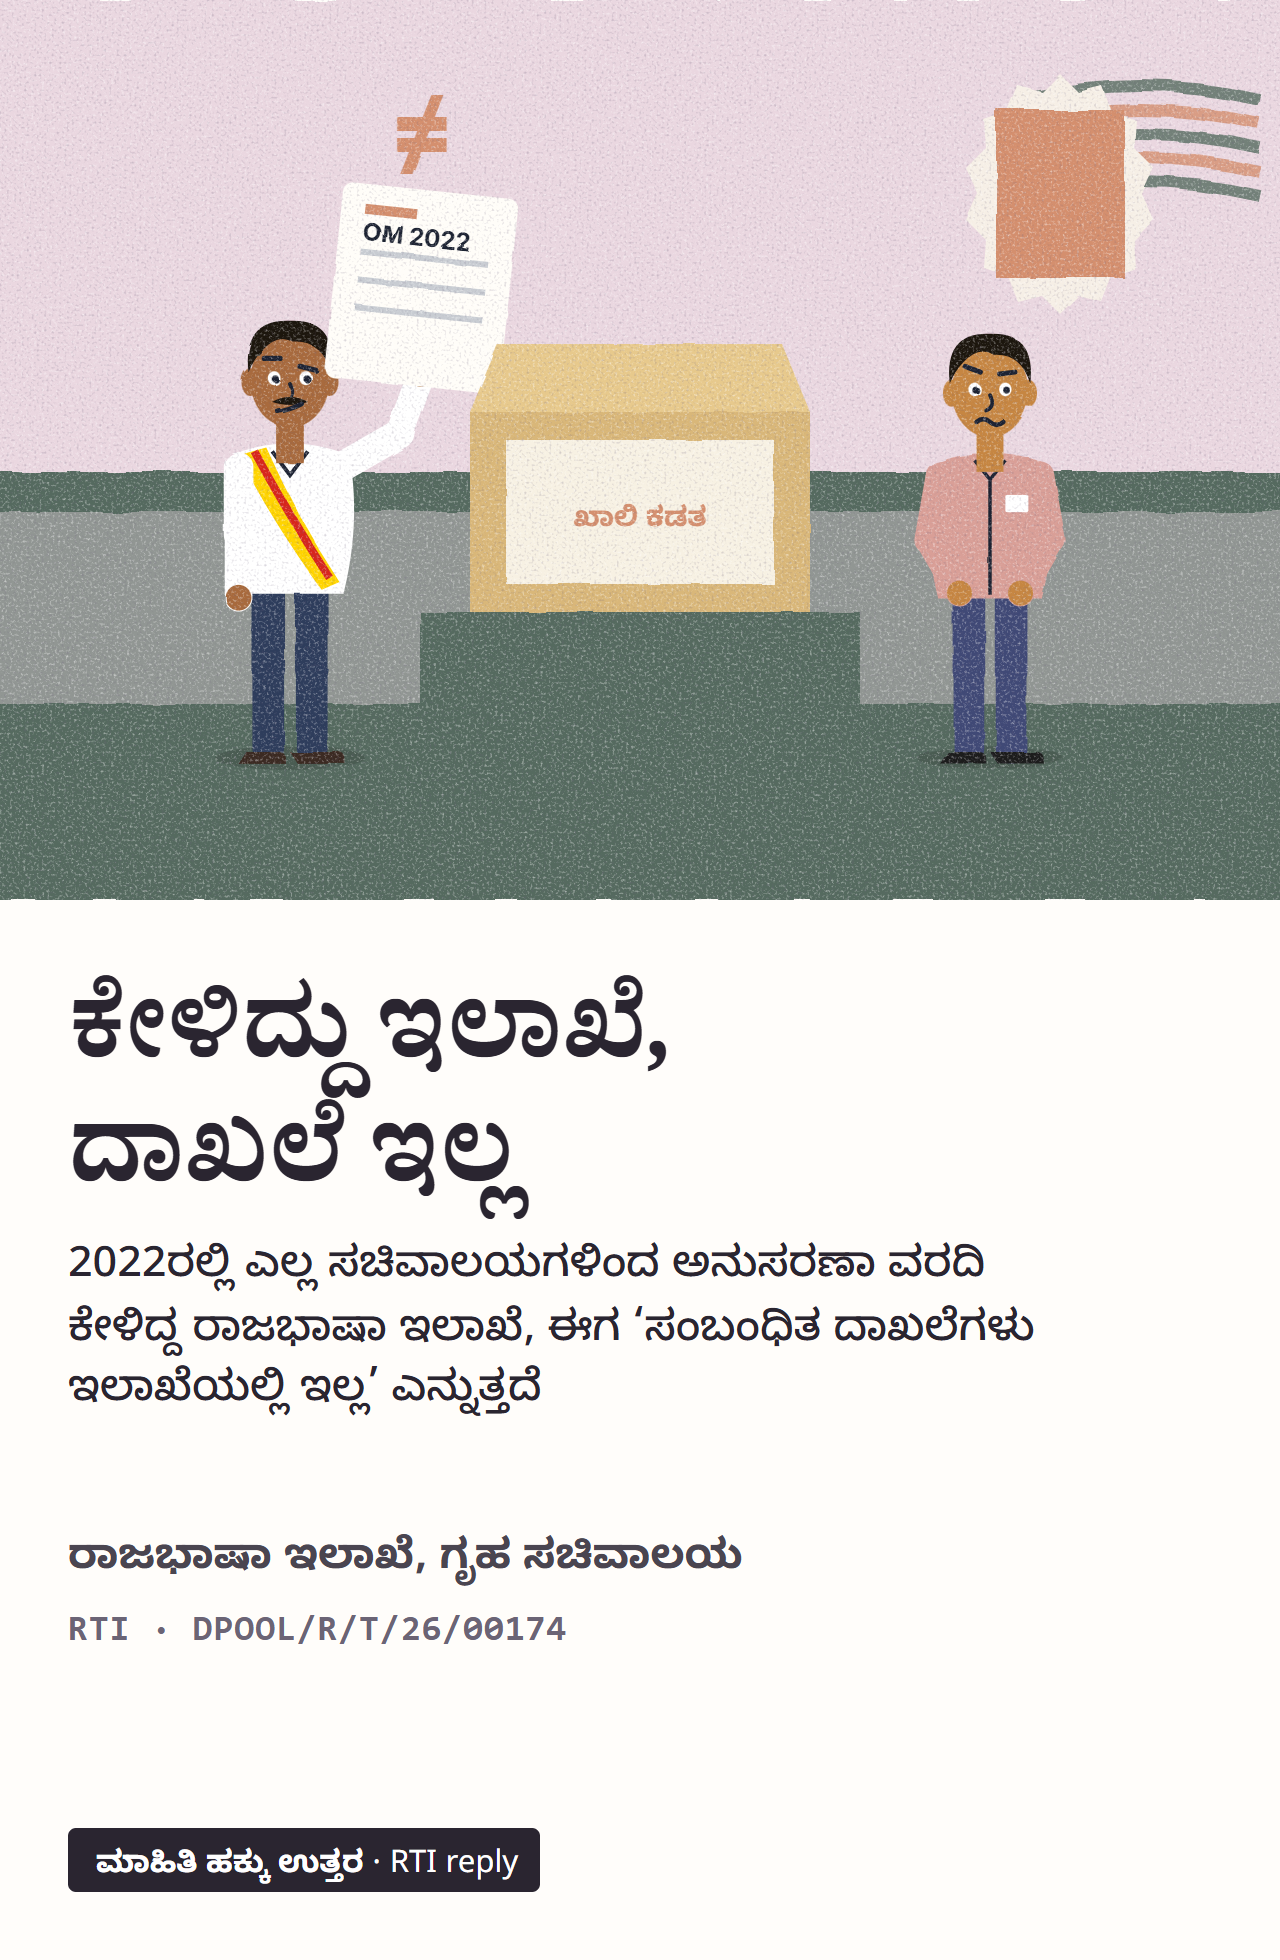 ≠
OM 2022
ಖಾಲಿ ಕಡತ
ಕೇಳಿದ್ದು ಇಲಾಖೆ,
ದಾಖಲೆ ಇಲ್ಲ
2022ರಲ್ಲಿ ಎಲ್ಲ ಸಚಿವಾಲಯಗಳಿಂದ ಅನುಸರಣಾ ವರದಿ
ಕೇಳಿದ್ದ ರಾಜಭಾಷಾ ಇಲಾಖೆ, ಈಗ ‘ಸಂಬಂಧಿತ ದಾಖಲೆಗಳು
ಇಲಾಖೆಯಲ್ಲಿ ಇಲ್ಲ’ ಎನ್ನುತ್ತದೆ
ರಾಜಭಾಷಾ ಇಲಾಖೆ, ಗೃಹ ಸಚಿವಾಲಯ
RTI · DPOOL/R/T/26/00174
ಮಾಹಿತಿ ಹಕ್ಕು ಉತ್ತರ · RTI reply